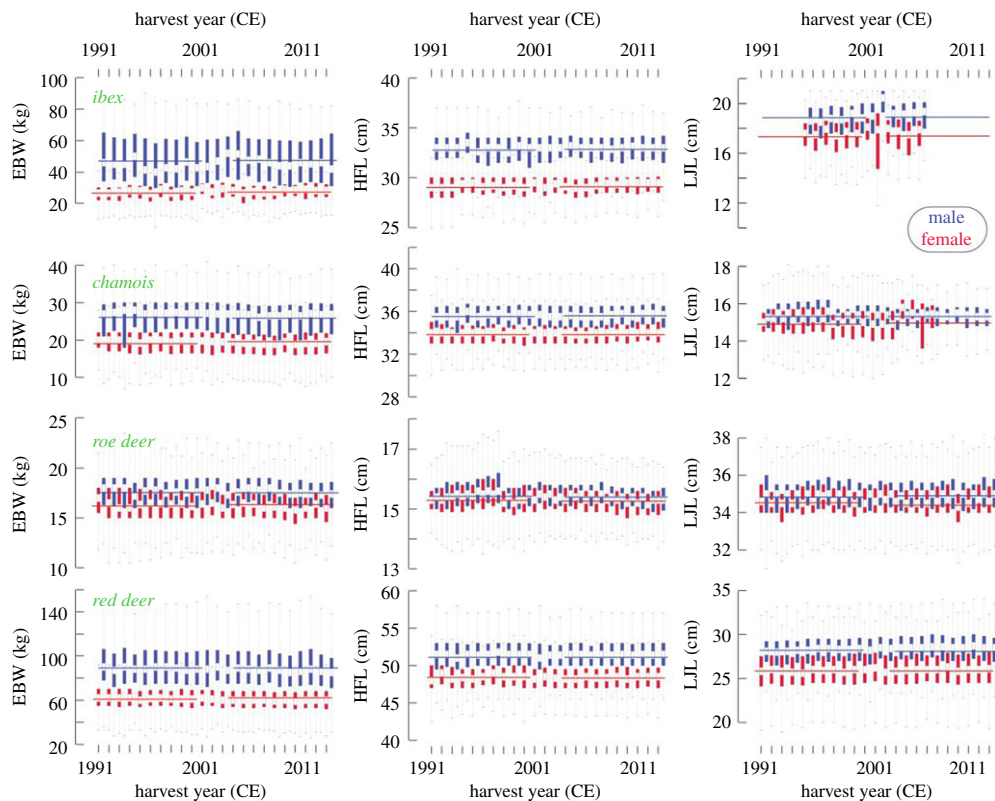 harvest year (CE) harvest year (CE) harvest year (CE)
1991 2001 2011 1991 2001 2011 1991 2001 2011
ibex
EBW (kg)
100
80
60
40
20
HFL (cm)
40
35
30
25
LJL (cm)
20
18
16
14
12
10
male
female
chamois
EBW (kg)
40
30
20
10
HFL (cm)
42
40
38
36
34
32
30
28
LJL (cm)
18
16
14
12
roe deer
EBW (kg)
25
20
15
10
HFL (cm)
17
15
13
LJL (cm)
38
36
34
32
red deer
EBW (kg)
140
100
60
20
HFL (cm)
60
55
50
45
40
LJL (cm)
35
30
25
20
1991 2001 2011 1991 2001 2011 1991 2001 2011
harvest year (CE) harvest year (CE) harvest year (CE)